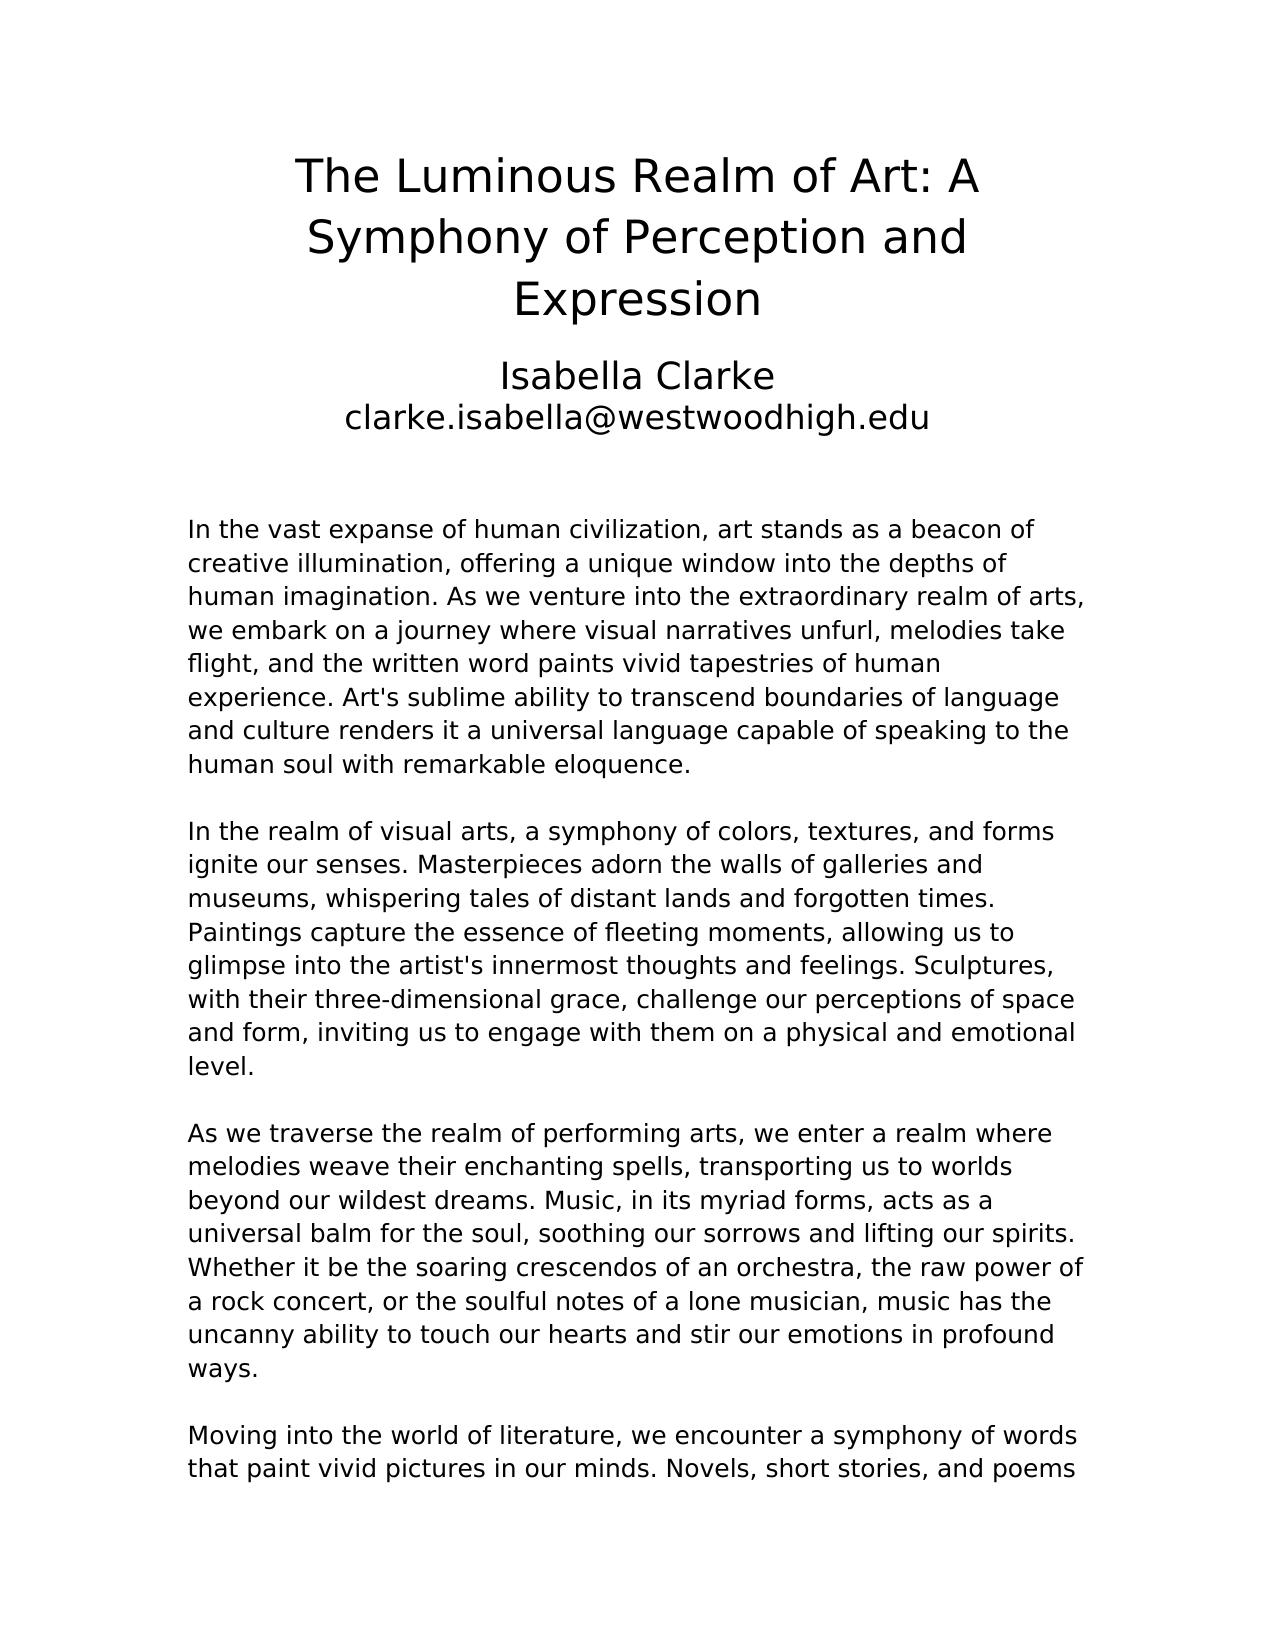 The Luminous Realm of Art: A
Symphony of Perception and
Expression
Isabella Clarke
clarke.isabella@westwoodhigh.edu
In the vast expanse of human civilization, art stands as a beacon of
creative illumination, offering a unique window into the depths of
human imagination. As we venture into the extraordinary realm of arts,
we embark on a journey where visual narratives unfurl, melodies take
flight, and the written word paints vivid tapestries of human
experience. Art's sublime ability to transcend boundaries of language
and culture renders it a universal language capable of speaking to the
human soul with remarkable eloquence.
In the realm of visual arts, a symphony of colors, textures, and forms
ignite our senses. Masterpieces adorn the walls of galleries and
museums, whispering tales of distant lands and forgotten times.
Paintings capture the essence of fleeting moments, allowing us to
glimpse into the artist's innermost thoughts and feelings. Sculptures,
with their three-dimensional grace, challenge our perceptions of space
and form, inviting us to engage with them on a physical and emotional
level.
As we traverse the realm of performing arts, we enter a realm where
melodies weave their enchanting spells, transporting us to worlds
beyond our wildest dreams. Music, in its myriad forms, acts as a
universal balm for the soul, soothing our sorrows and lifting our spirits.
Whether it be the soaring crescendos of an orchestra, the raw power of
a rock concert, or the soulful notes of a lone musician, music has the
uncanny ability to touch our hearts and stir our emotions in profound
ways.
Moving into the world of literature, we encounter a symphony of words
that paint vivid pictures in our minds. Novels, short stories, and poems